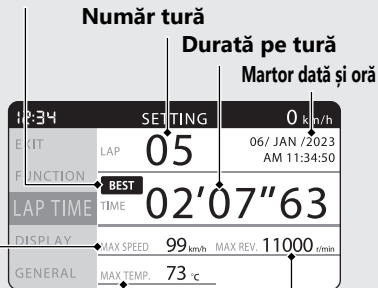 Număr tură
Durată pe tură
Martor dată și oră
12:34 SETTING 0 km/h
EXIT
FUNCTION
LAP TIME
DISPLAY
GENERAL
LAP 05 06/ JAN /2023
AM 11:34:50
BEST
TIME 02'07"63
MAX SPEED 99 km/h MAX REV. 11000 r/min
MAX TEMP. 73 °C